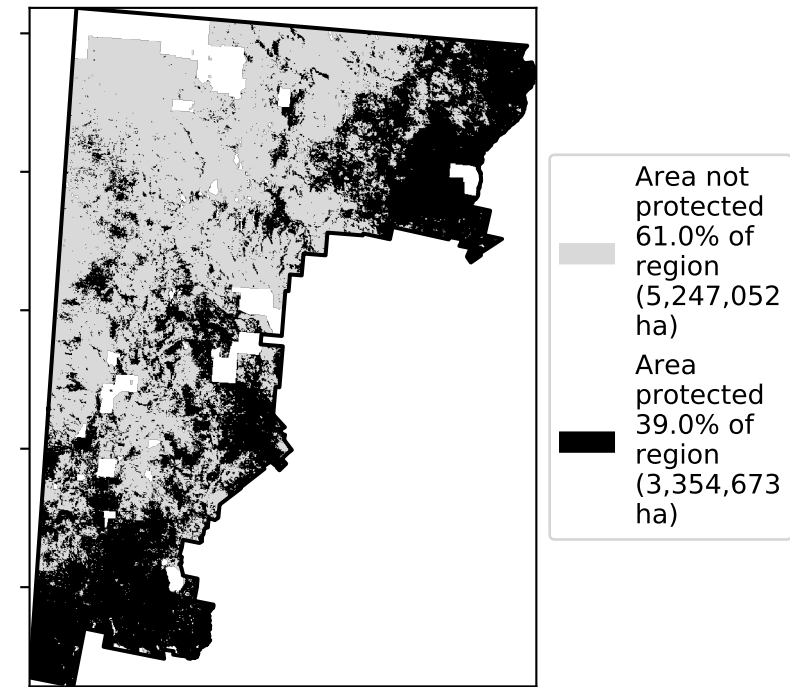 Area not
protected
61.0% of
region
(5,247,052
ha)
Area
protected
39.0% of
region
(3,354,673
ha)